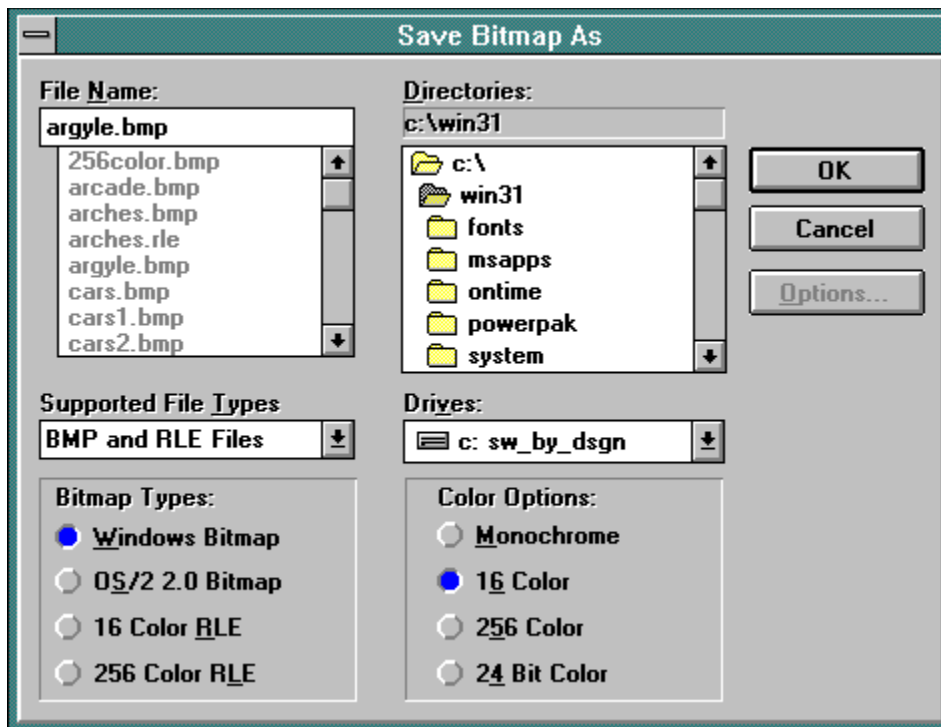 Save Bitmap As
File Name:
argyle.bmp
256color.bmp
arcade.bmp
arches.bmp
arches.rle
argyle.bmp
cars.bmp
cars1.bmp
cars2.bmp
Directories:
c:\win31
c:\
win31
fonts
msapps
ontime
powerpak
system
OK
Cancel
Options...
Supported File Types
BMP and RLE Files
Drives:
c: sw_by_dsgn
Bitmap Types:
Windows Bitmap
OS/2 2.0 Bitmap
16 Color RLE
256 Color RLE
Color Options:
Monochrome
16 Color
256 Color
24 Bit Color